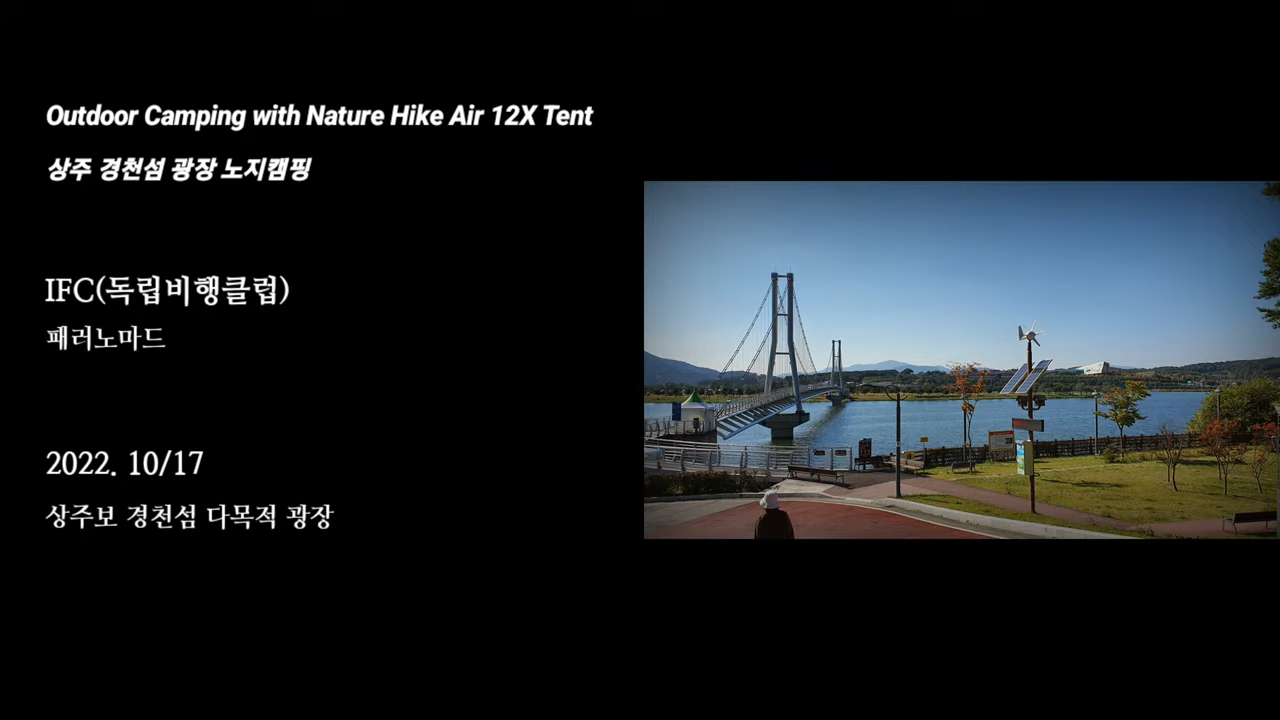 Outdoor Camping with Nature Hike Air 12X Tent
상주 경천섬 광장 노지캠핑
IFC(독립비행클럽)
패러노마드
2022. 10/17
상주보 경천섬 다목적 광장